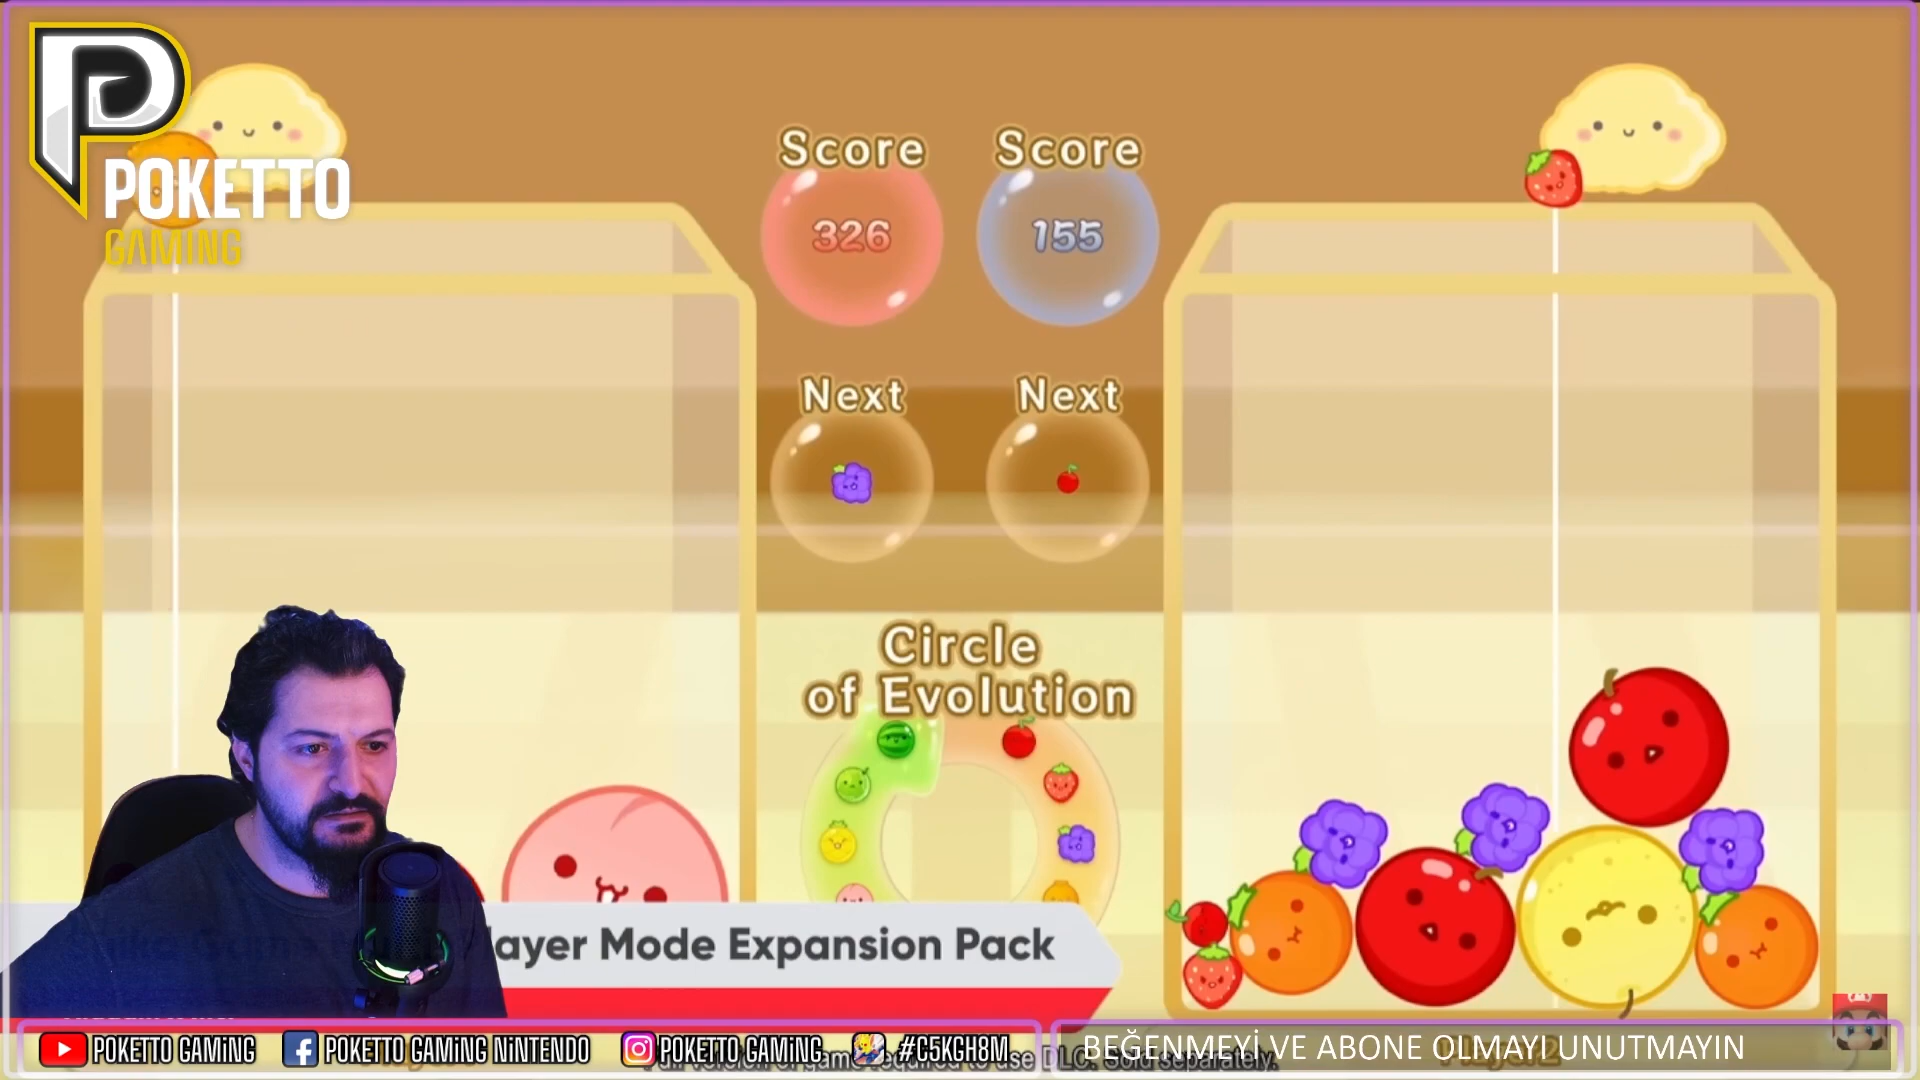 POKETTO
GAMING
Score
Score
326
155
Next
Next
Circle
of Evolution
layer Mode Expansion Pack
POKETTO GAMiNG
POKETTO GAMiNG NiNTENDO
POKETTO GAMiNG
#C5KGH8M
BEĞENMEYİ VE ABONE OLMAYI UNUTMAYIN